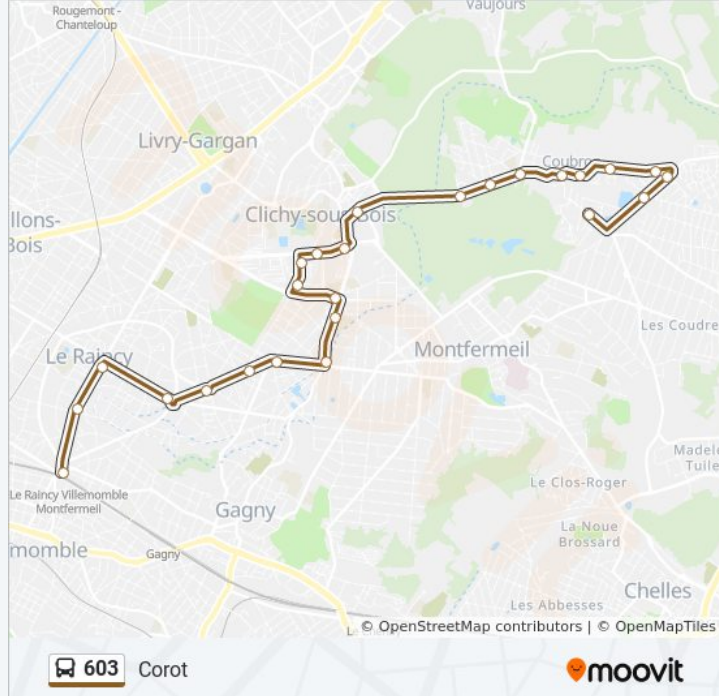 Rougemont -
Chanteloup
Vaujours
Livry-Gargan
Coubro
llons-
Bois
Clichy-sous-Bois
Les Coudre
Le Raincy
Montfermeil
Madele
Tuile
Le Clos-Roger
Le Raincy Villemomble
Montfermeil
Gagny
La Noue
Brossard
momble
Gagny
Chelles
Les Abbesses
© OpenStreetMap contributors | © OpenMapTiles
603 Corot
moovit